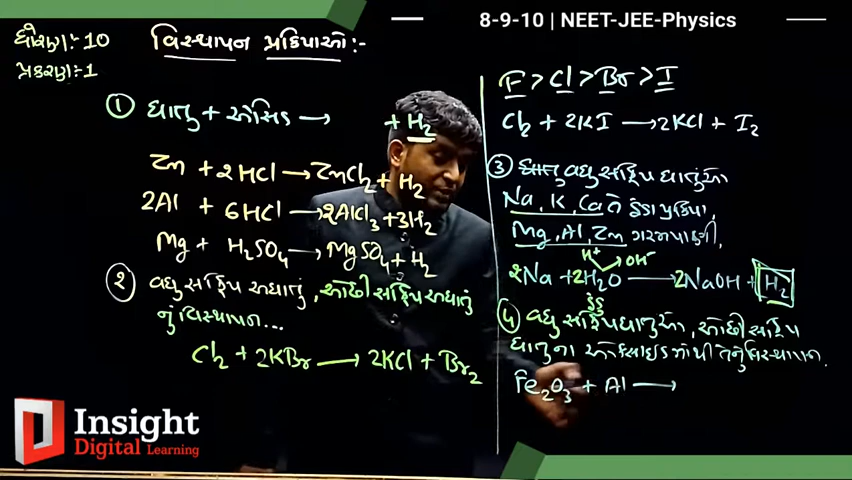 8-9-10 | NEET-JEE-Physics
ધોરણ:- 10
પ્રકરણ:- 1
વિસ્થાપન પ્રક્રિયાઓ :-
① ધાતુ + એસિડ → + H₂
Zn + 2HCl → ZnCl₂ + H₂
2Al + 6HCl → 2AlCl₃ + 3H₂
Mg + H₂SO₄ → MgSO₄ + H₂
② વધુ સક્રિય અધાતું, ઓછી સક્રિય અધાતું
નું વિસ્થાપન...
Cl₂ + 2KBr → 2KCl + Br₂
F > Cl > Br > I
Cl₂ + 2KI → 2KCl + I₂
③ ધાતુ વધુ સક્રિય ધાતુઓ
Na, K, Ca ને ઠંડા
Mg, Al, Zn ગરમ પાણી,
H⁺ OH⁻
2Na + 2H₂O → 2NaOH + H₂
ઠંડુ
④ વધુ સક્રિય ધાતુઓ, ઓછી સક્રિય
ધાતુના ઓક્સાઇડ માંથી તેનું વિસ્થાપન.
Fe₂O₃ + Al →
Insight
Digital Learning